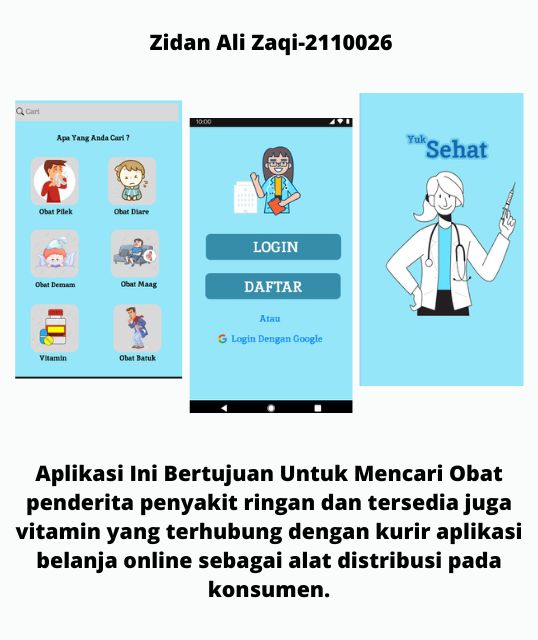 Zidan Ali Zaqi-2110026
Cari
Apa Yang Anda Cari ?
Obat Pilek
Obat Diare
Obat Demam
Obat Maag
Vitamin
Obat Batuk
10:00
LOGIN
DAFTAR
Atau
Login Dengan Google
Yuk
Sehat
Aplikasi Ini Bertujuan Untuk Mencari Obat
penderita penyakit ringan dan tersedia juga
vitamin yang terhubung dengan kurir aplikasi
belanja online sebagai alat distribusi pada
konsumen.